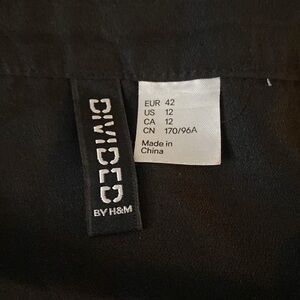 DIVIDED
BY H&M
EUR 42
US 12
CA 12
CN 170/96A
Made in
China